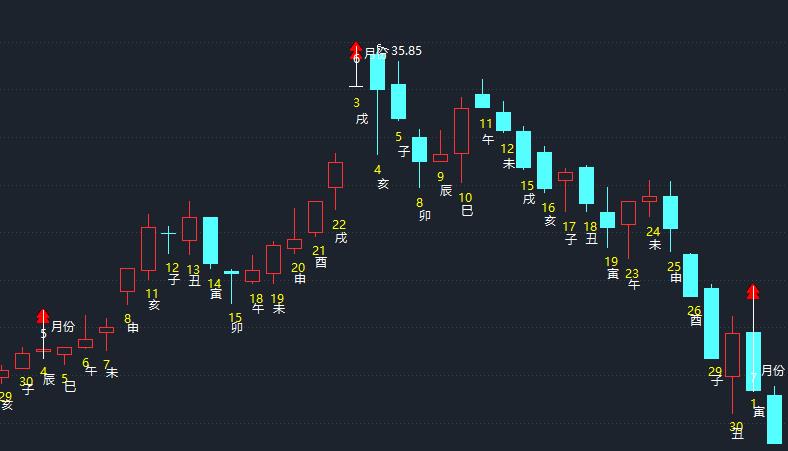 29
亥
30
子
5 月份
4
辰
5
巳
6
午
7
未
8
申
11
亥
12
子
13
丑
14
寅
15
卯
18
午
19
未
20
申
21
酉
22
戌
6 月份
35.85
3
戌
4
亥
5
子
8
卯
9
辰
10
巳
11
午
12
未
15
戌
16
亥
17
子
18
丑
19
寅
23
午
24
未
25
申
26
酉
29
子
30
丑
7 月份
1
寅